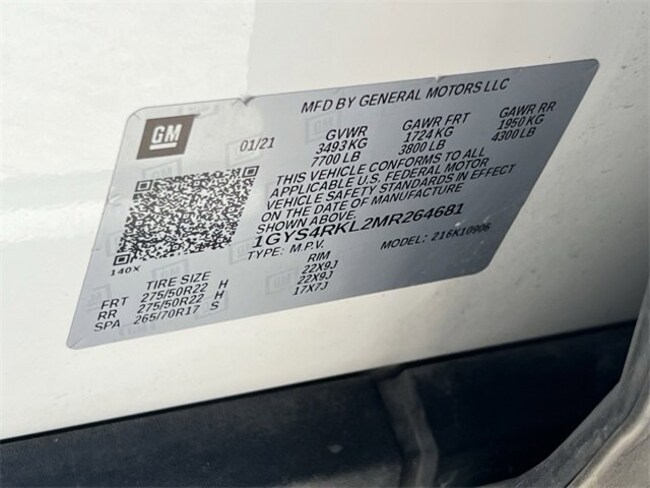 MFD BY GENERAL MOTORS LLC
GM
01/21
GVWR GAWR FRT GAWR RR
3493 KG 1724 KG 1950 KG
7700 LB 3800 LB 4300 LB
THIS VEHICLE CONFORMS TO ALL
APPLICABLE U.S. FEDERAL MOTOR
VEHICLE SAFETY STANDARDS IN EFFECT
ON THE DATE OF MANUFACTURE
SHOWN ABOVE.
1GYS4RKL2MR264681
TYPE: M.P.V. MODEL: 216K10906
140X
TIRE SIZE RIM
FRT 275/50R22 H 22X9J
RR 275/50R22 H 22X9J
SPA 265/70R17 S 17X7J